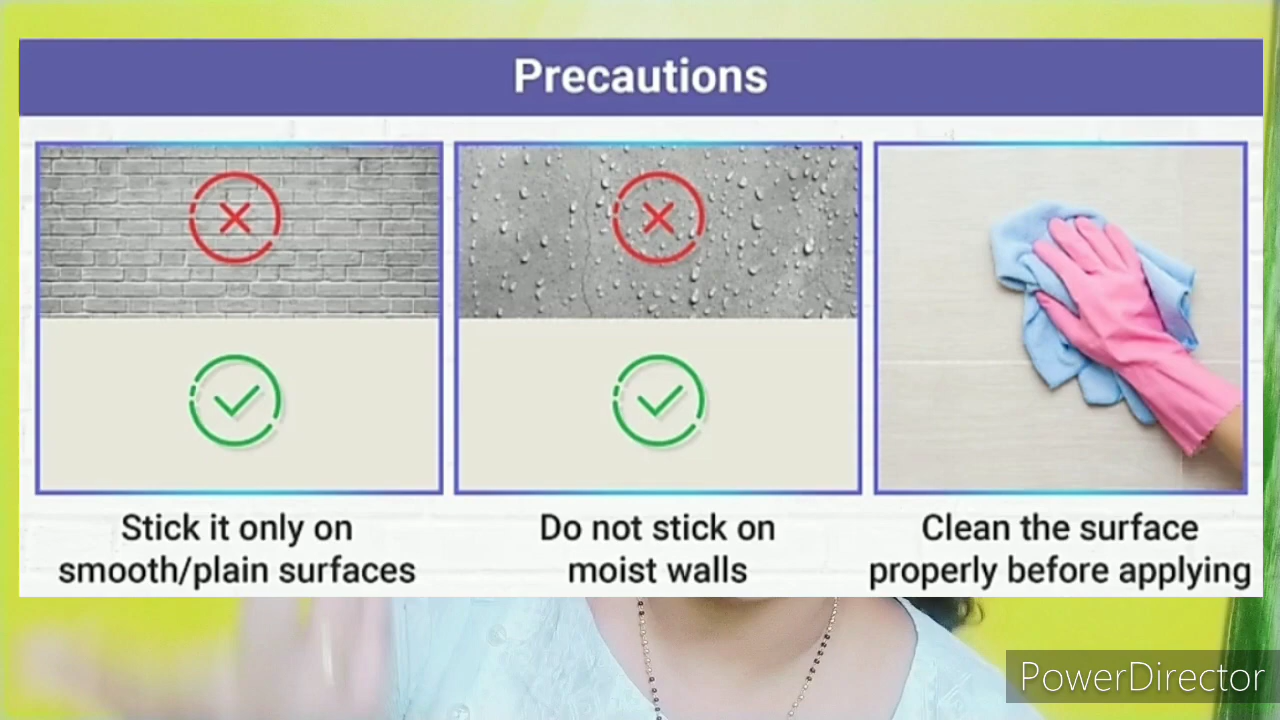 Precautions
Stick it only on
smooth/plain surfaces
Do not stick on
moist walls
Clean the surface
properly before applying
PowerDirector